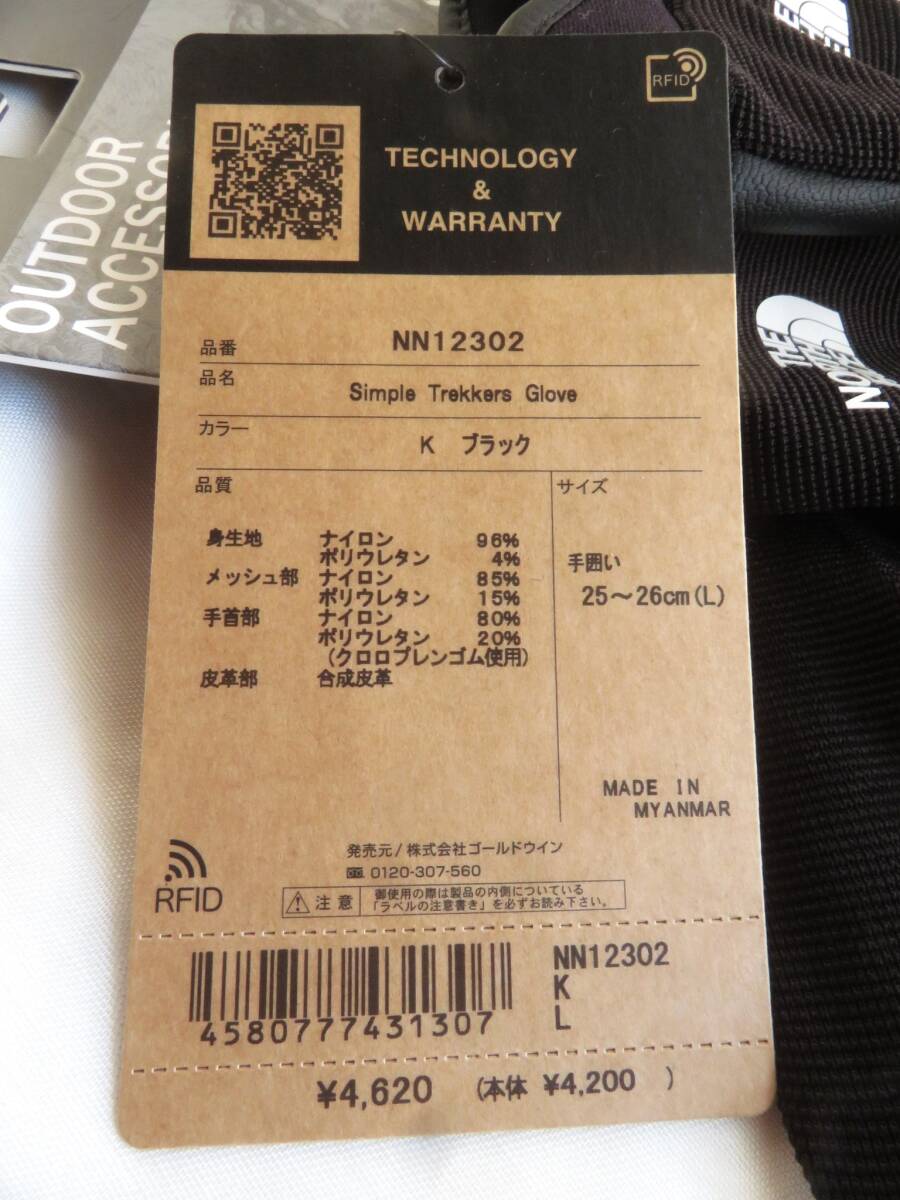 OUTDOOR
RFID
THE
TECHNOLOGY
&
WARRANTY
THE
NORTH
品番 NN12302
品名 Simple Trekkers Glove
カラー K ブラック
品質
身生地 ナイロン 96%
ポリウレタン 4%
メッシュ部 ナイロン 85%
ポリウレタン 15%
手首部 ナイロン 80%
ポリウレタン 20%
(クロロプレンゴム使用)
皮革部 合成皮革
サイズ
手囲い
25~26cm(L)
MADE IN
MYANMAR
発売元/株式会社ゴールドウイン
0120-307-560
RFID
注意
御使用の際は製品の内側についている
「ラベルの注意書き」を必ずお読み下さい。
4580777431307
NN12302
K
L
¥4,620 (本体 ¥4,200 )